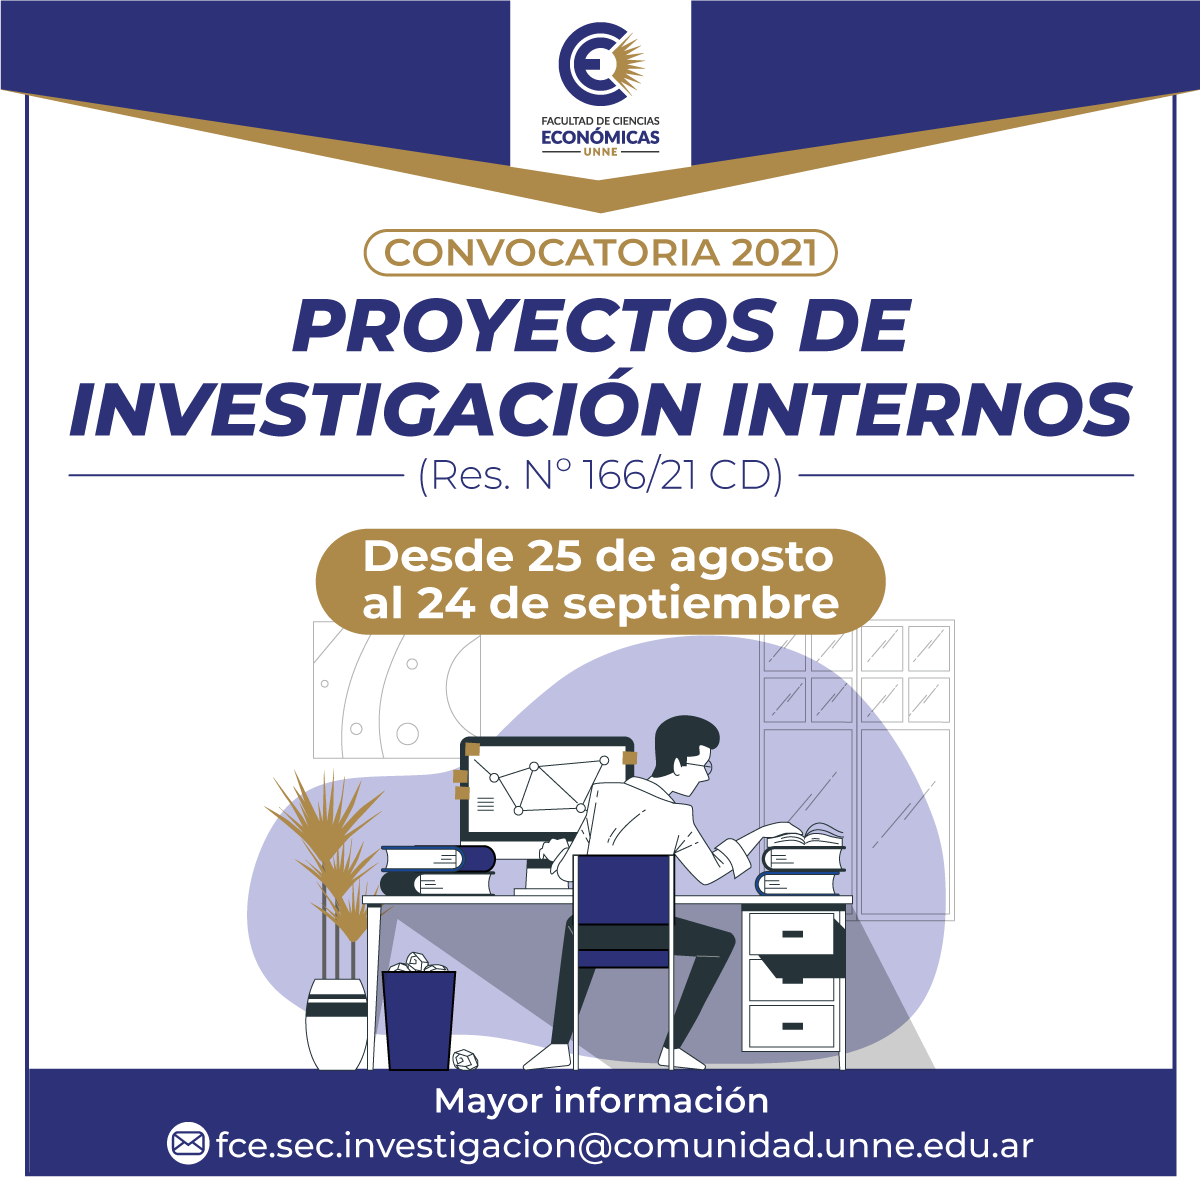 FACULTAD DE CIENCIAS
ECONÓMICAS
UNNE
CONVOCATORIA 2021
PROYECTOS DE
INVESTIGACIÓN INTERNOS
(Res. Nº 166/21 CD)
Desde 25 de agosto
al 24 de septiembre
Mayor información
fce.sec.investigacion@comunidad.unne.edu.ar